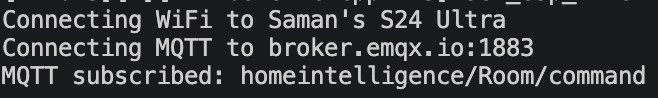 Connecting WiFi to Saman's S24 Ultra
Connecting MQTT to broker.emqx.io:1883
MQTT subscribed: homeintelligence/Room/command